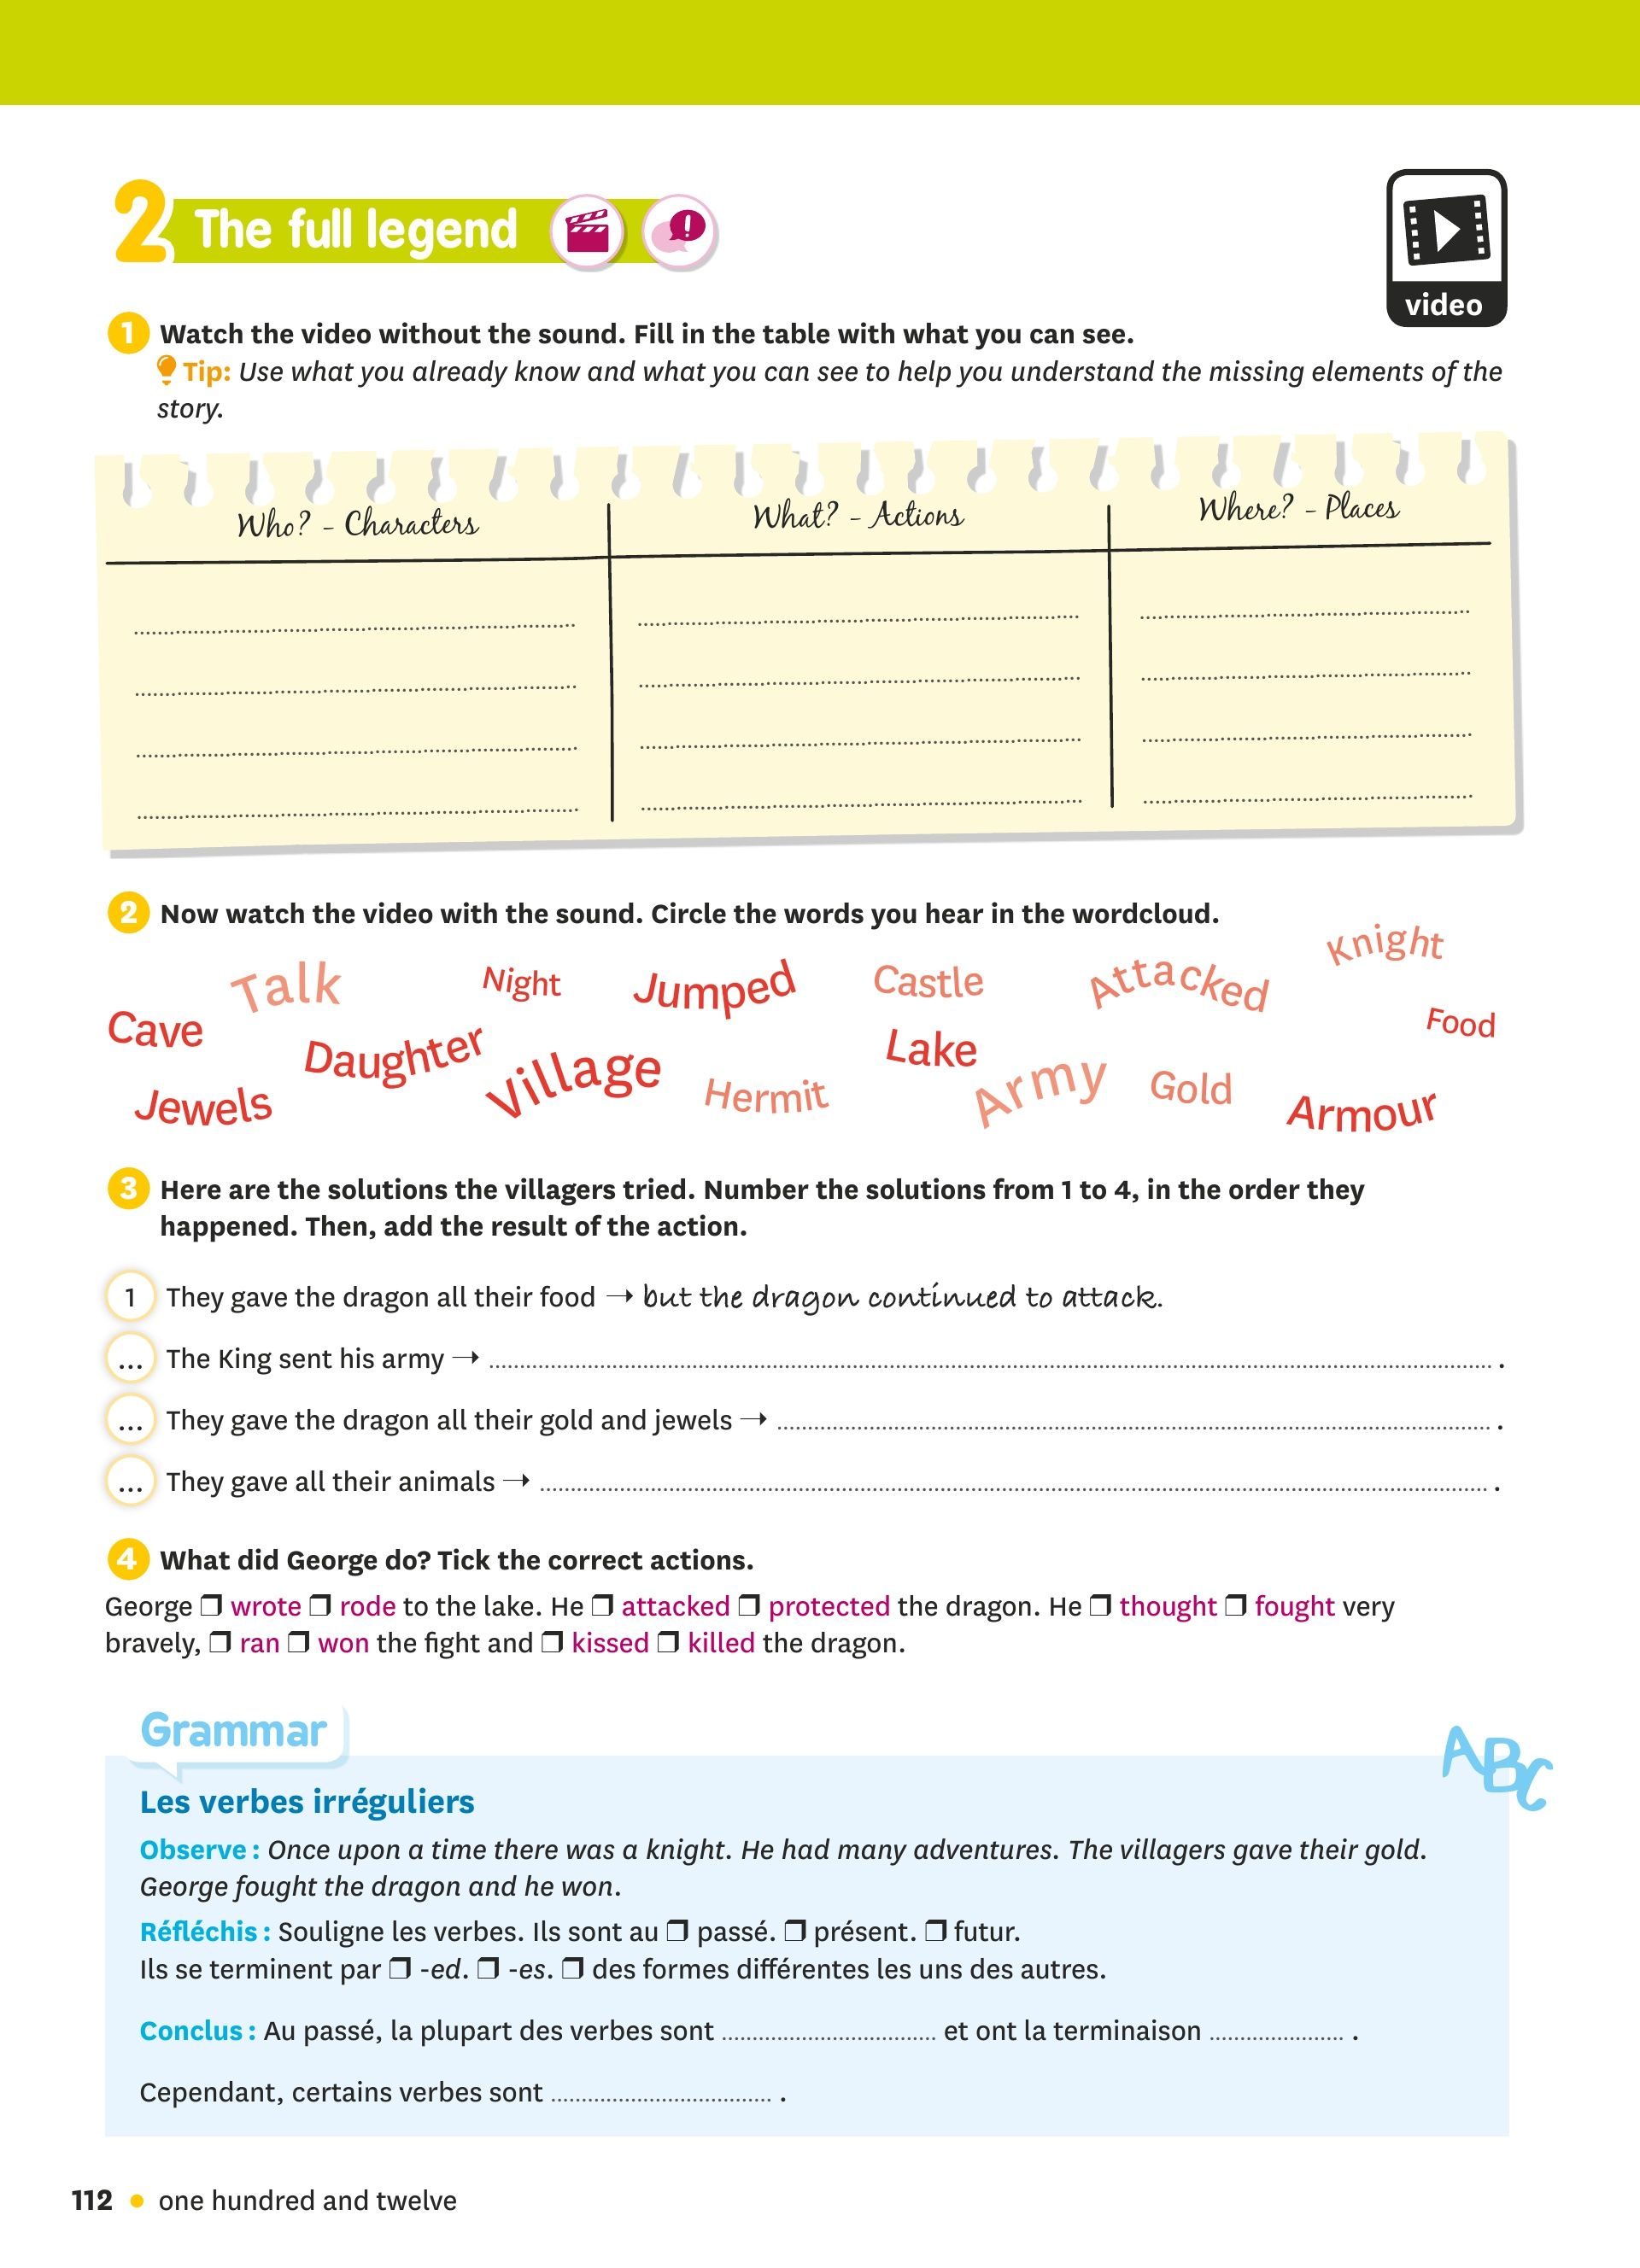 2 The full legend
video
1 Watch the video without the sound. Fill in the table with what you can see.
Tip: Use what you already know and what you can see to help you understand the missing elements of the
story.
Who? - Characters What? - Actions Where? - Places
2 Now watch the video with the sound. Circle the words you hear in the wordcloud.
Talk Night Jumped Castle Attacked Knight
Cave Daughter Village Lake Food
Jewels Hermit Army Gold Armour
3 Here are the solutions the villagers tried. Number the solutions from 1 to 4, in the order they
happened. Then, add the result of the action.
1 They gave the dragon all their food → but the dragon continued to attack.
... The King sent his army → .
... They gave the dragon all their gold and jewels → .
... They gave all their animals → .
4 What did George do? Tick the correct actions.
George ❒ wrote ❒ rode to the lake. He ❒ attacked ❒ protected the dragon. He ❒ thought ❒ fought very
bravely, ❒ ran ❒ won the fight and ❒ kissed ❒ killed the dragon.
Grammar
ABC
Les verbes irréguliers
Observe : Once upon a time there was a knight. He had many adventures. The villagers gave their gold.
George fought the dragon and he won.
Réfléchis : Souligne les verbes. Ils sont au ❒ passé. ❒ présent. ❒ futur.
Ils se terminent par ❒ -ed. ❒ -es. ❒ des formes différentes les uns des autres.
Conclus : Au passé, la plupart des verbes sont .................... et ont la terminaison .................... .
Cependant, certains verbes sont .................... .
112 • one hundred and twelve